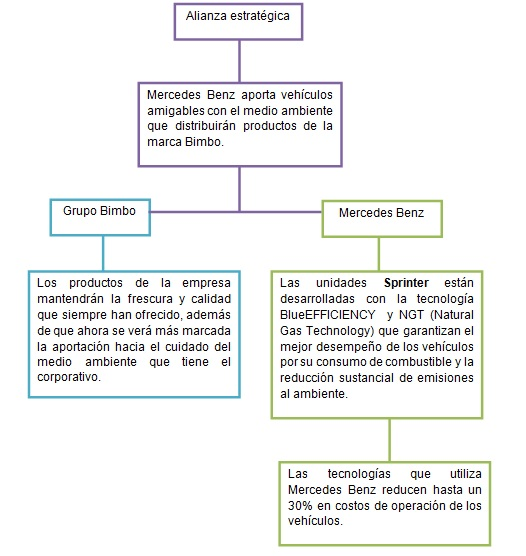 Alianza estratégica
Mercedes Benz aporta vehículos
amigables con el medio ambiente
que distribuirán productos de la
marca Bimbo.
Grupo Bimbo
Mercedes Benz
Los productos de la empresa
mantendrán la frescura y calidad
que siempre han ofrecido, además
de que ahora se verá más marcada
la aportación hacia el cuidado del
medio ambiente que tiene el
corporativo.
Las unidades Sprinter están
desarrolladas con la tecnología
BlueEFFICIENCY y NGT (Natural
Gas Technology) que garantizan el
mejor desempeño de los vehículos
por su consumo de combustible y la
reducción sustancial de emisiones
al ambiente.
Las tecnologías que utiliza
Mercedes Benz reducen hasta un
30% en costos de operación de los
vehículos.